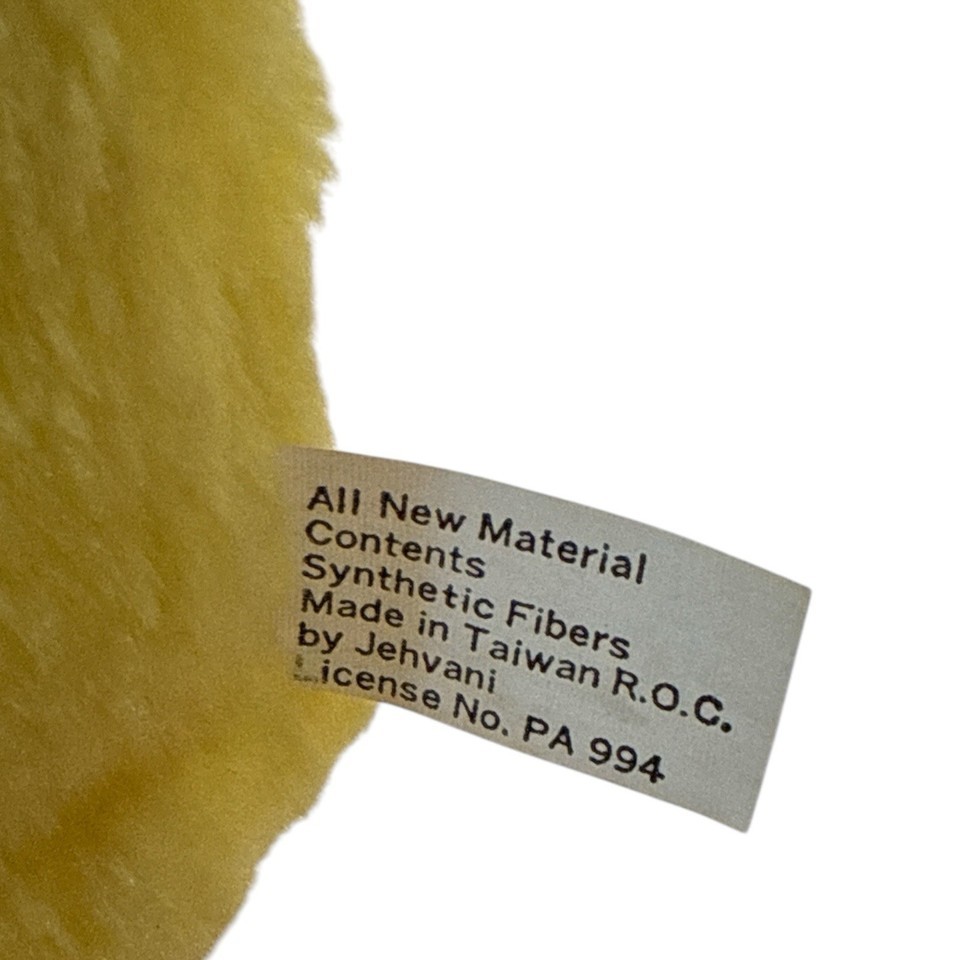 All New Material
Contents
Synthetic Fibers
Made in Taiwan R.O.C.
by Jehvani
License No. PA 994